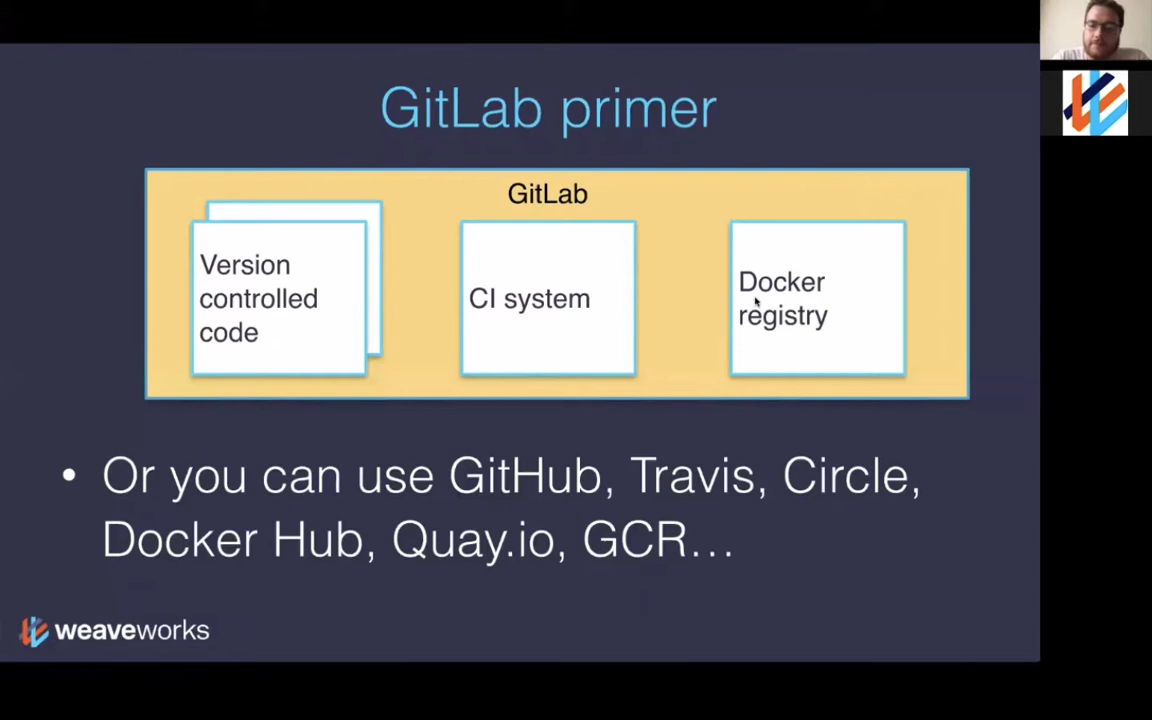 GitLab primer
GitLab
Version
controlled
code
CI system
Docker
registry
• Or you can use GitHub, Travis, Circle,
Docker Hub, Quay.io, GCR...
weaveworks